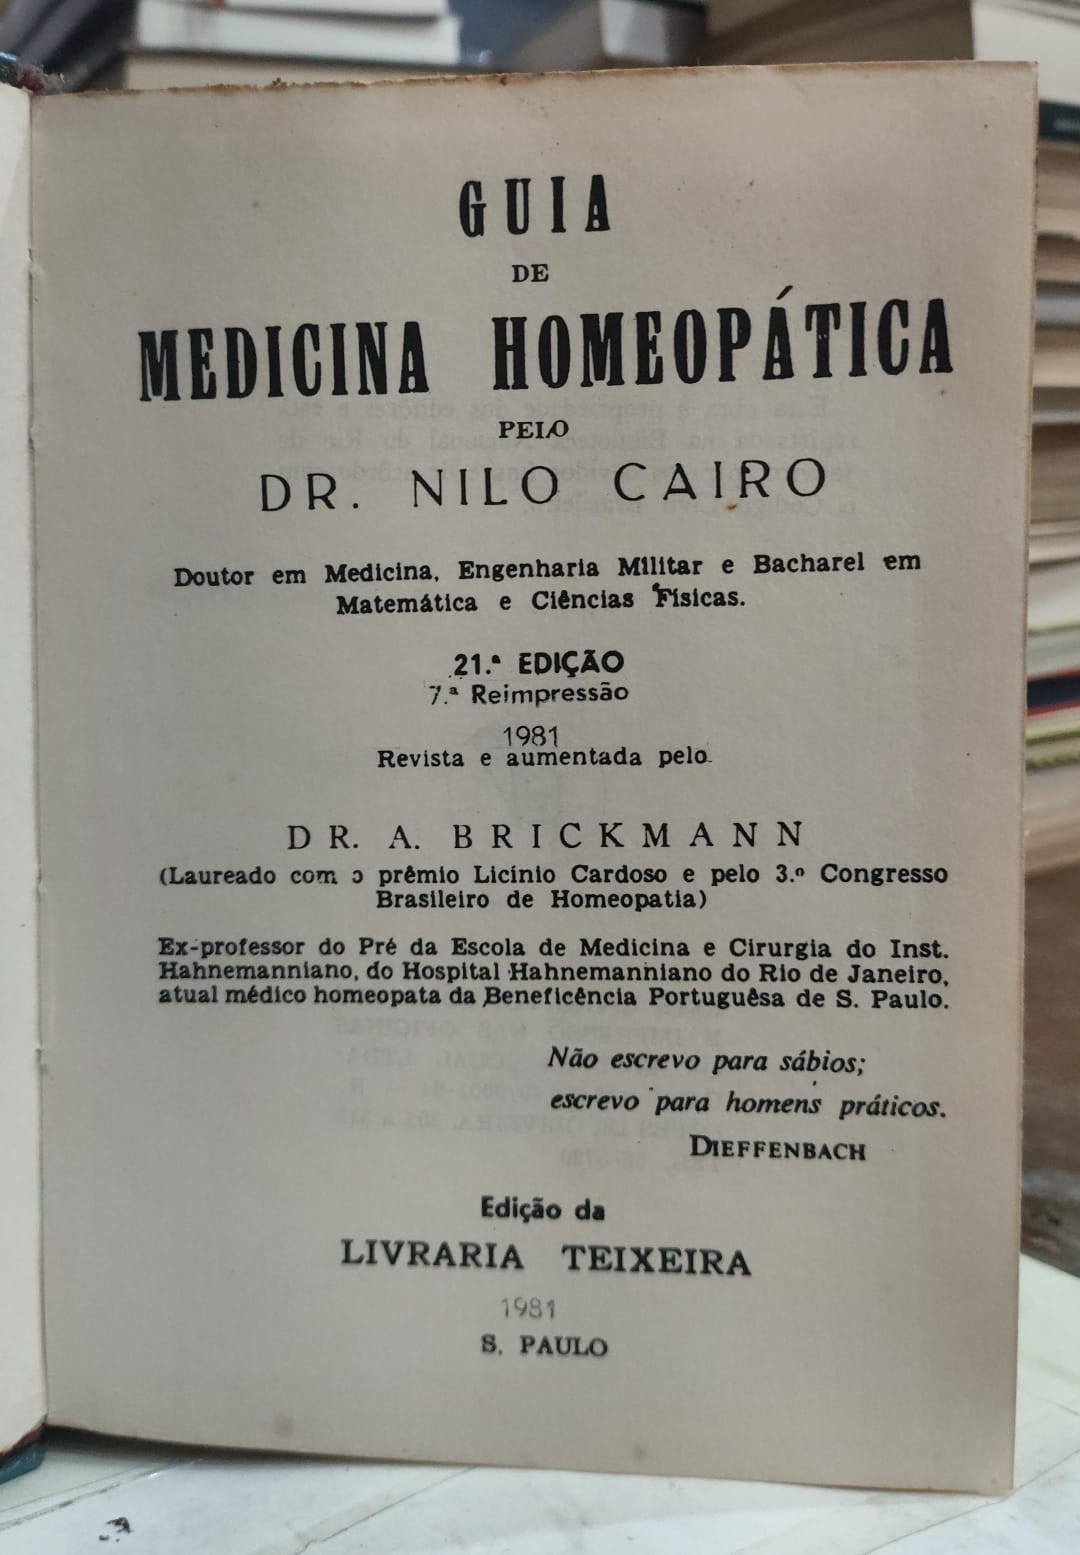 GUIA
DE
MEDICINA HOMEOPÁTICA
PELO
DR. NILO CAIRO
Doutor em Medicina, Engenharia Militar e Bacharel em
Matemática e Ciências Físicas.
21.ª EDIÇÃO
7.ª Reimpressão
1981
Revista e aumentada pelo
DR. A. BRICKMANN
(Laureado com o prêmio Licínio Cardoso e pelo 3.º Congresso
Brasileiro de Homeopatia)
Ex-professor do Pré da Escola de Medicina e Cirurgia do Inst.
Hahnemanniano, do Hospital Hahnemanniano do Rio de Janeiro,
atual médico homeopata da Beneficência Portuguêsa de S. Paulo.
Não escrevo para sábios;
escrevo para homens práticos.
DIEFFENBACH
Edição da
LIVRARIA TEIXEIRA
1981
S. PAULO